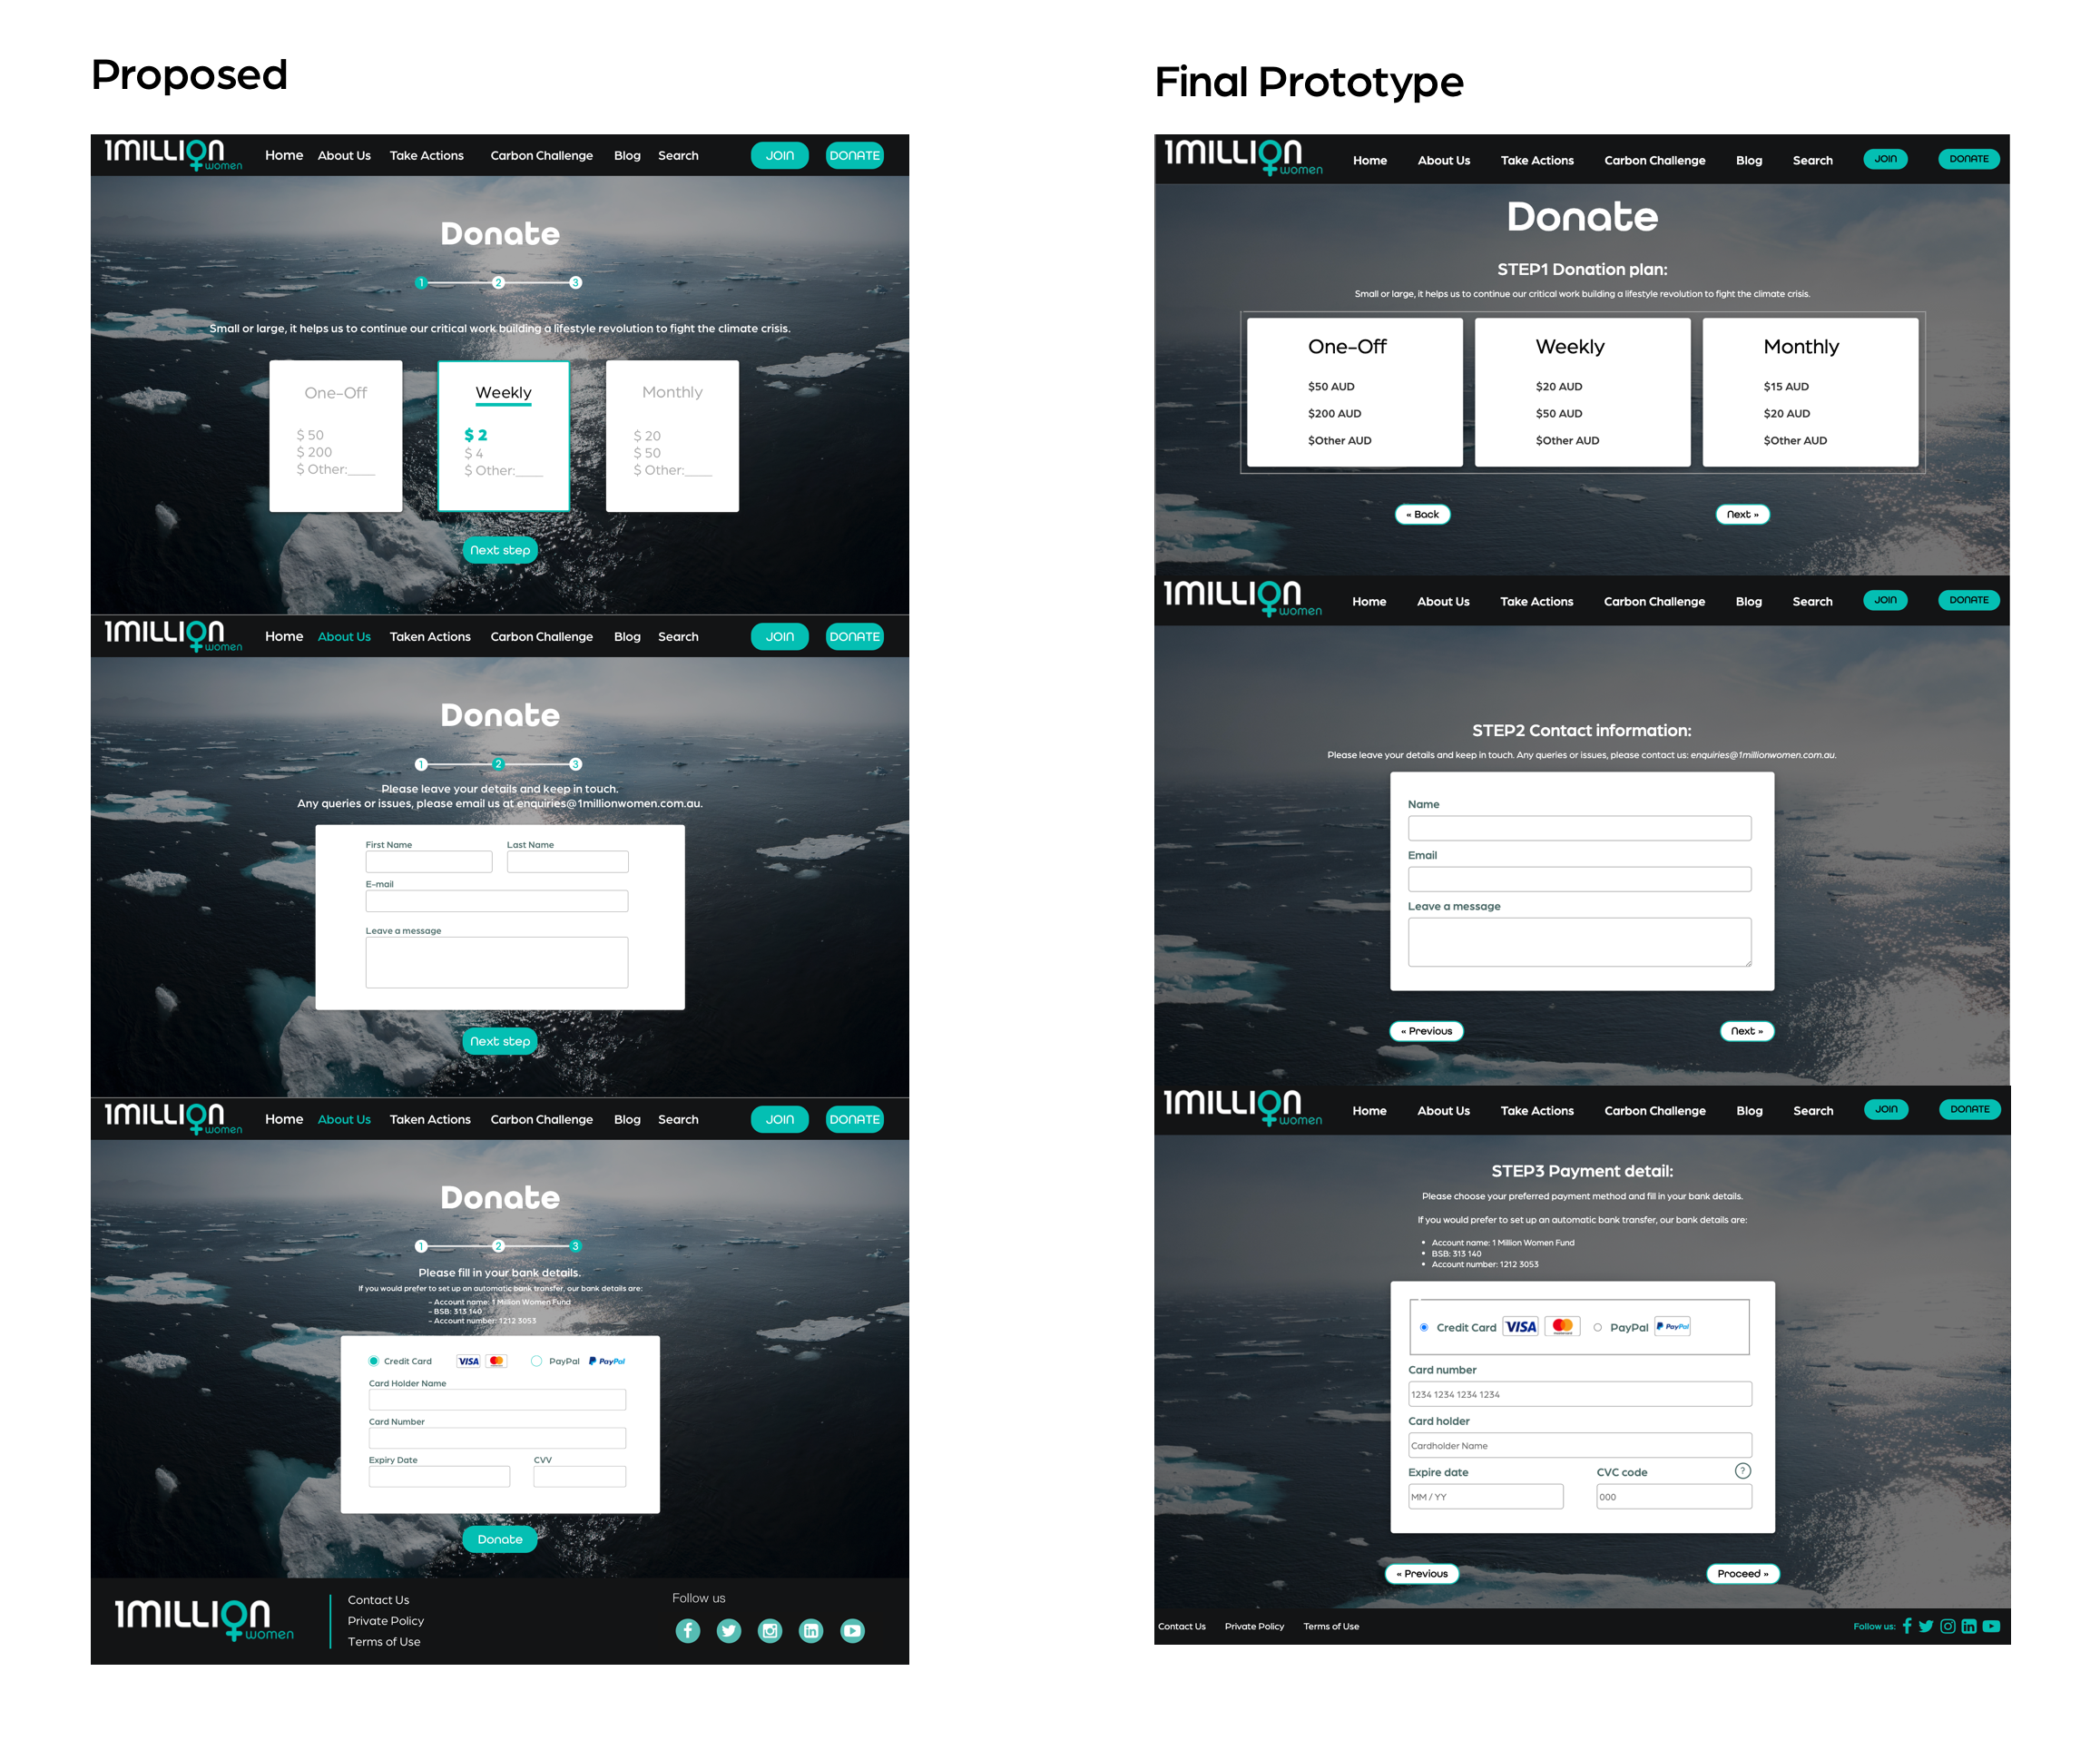 Proposed
1MILLION women
Home About Us Take Actions Carbon Challenge Blog Search JOIN DONATE
Donate
1 2 3
Small or large, it helps us to continue our critical work building a lifestyle revolution to fight the climate crisis.
One-Off
$ 50
$ 200
$ Other:____
Weekly
$ 2
$ 4
$ Other:____
Monthly
$ 20
$ 50
$ Other:____
Next step
1MILLION women
Home About Us Taken Actions Carbon Challenge Blog Search JOIN DONATE
Donate
1 2 3
Please leave your details and keep in touch.
Any queries or issues, please email us at enquiries@1millionwomen.com.au.
First Name Last Name
E-mail
Leave a message
Next step
1MILLION women
Home About Us Taken Actions Carbon Challenge Blog Search JOIN DONATE
Donate
1 2 3
Please fill in your bank details.
If you would prefer to set up an automatic bank transfer, our bank details are:
- Account name: 1 Million Women Fund
- BSB: 313 140
- Account number: 1212 3053
Credit Card VISA mastercard PayPal PayPal
Card Holder Name
Card Number
Expiry Date CVV
Donate
1MILLION women
Contact Us
Private Policy
Terms of Use
Follow us
Final Prototype
1MILLION women
Home About Us Take Actions Carbon Challenge Blog Search JOIN DONATE
Donate
STEP1 Donation plan:
Small or large, it helps us to continue our critical work building a lifestyle revolution to fight the climate crisis.
One-Off
$50 AUD
$200 AUD
$Other AUD
Weekly
$20 AUD
$50 AUD
$Other AUD
Monthly
$15 AUD
$20 AUD
$Other AUD
« Back Next »
1MILLION women
Home About Us Take Actions Carbon Challenge Blog Search JOIN DONATE
STEP2 Contact information:
Please leave your details and keep in touch. Any queries or issues, please contact us: enquiries@1millionwomen.com.au.
Name
Email
Leave a message
« Previous Next »
1MILLION women
Home About Us Take Actions Carbon Challenge Blog Search JOIN DONATE
STEP3 Payment detail:
Please choose your preferred payment method and fill in your bank details.
If you would prefer to set up an automatic bank transfer, our bank details are:
• Account name: 1 Million Women Fund
• BSB: 313 140
• Account number: 1212 3053
Credit Card VISA mastercard PayPal PayPal
Card number
1234 1234 1234 1234
Card holder
Cardholder Name
Expire date CVC code ?
MM / YY 000
« Previous Proceed »
Contact Us Private Policy Terms of Use Follow us: